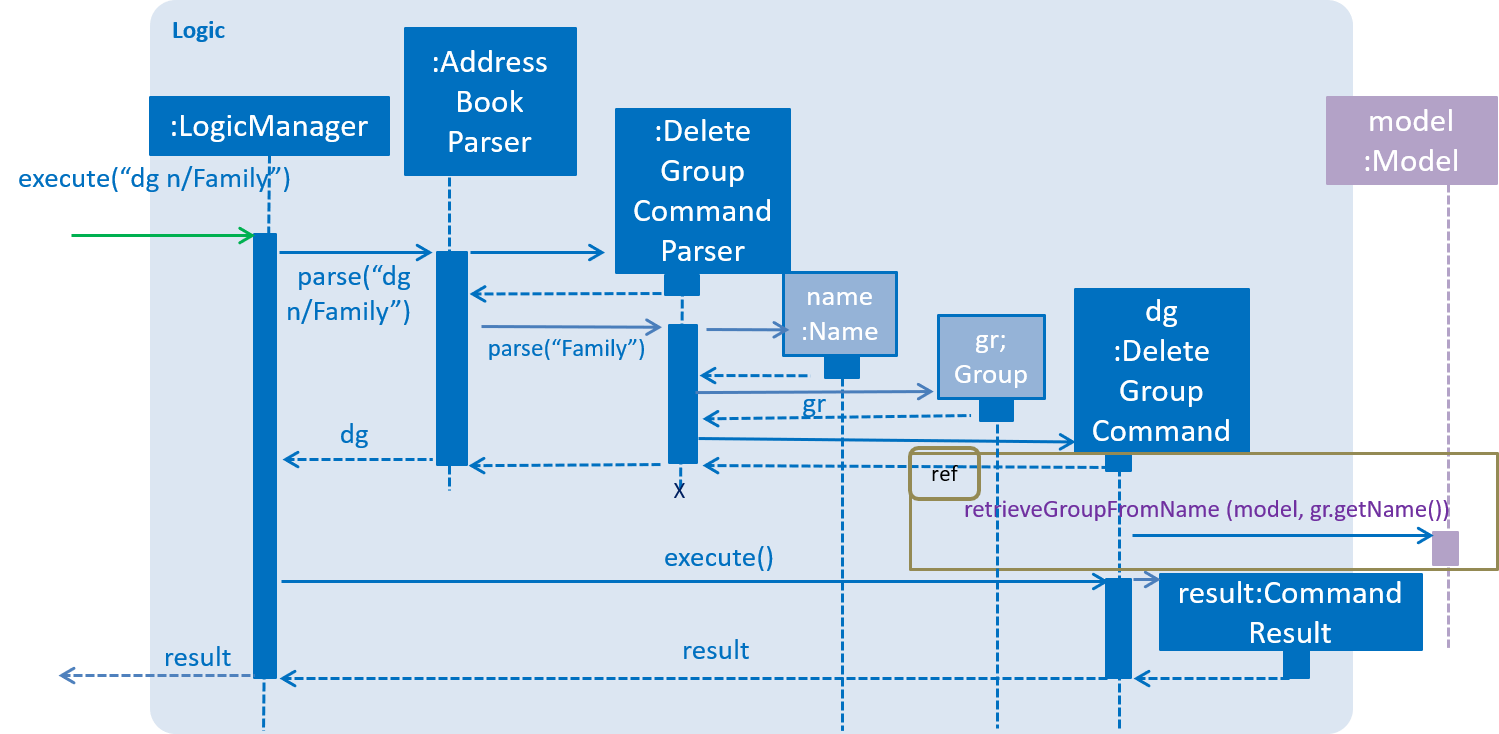 Logic
:LogicManager
:Address
Book
Parser
:Delete
Group
Command
Parser
model
:Model
execute(“dg n/Family”)
parse(“dg
n/Family”)
name
:Name
parse(“Family”)
gr;
Group
dg
:Delete
Group
Command
gr
dg
ref
X
retrieveGroupFromName (model, gr.getName())
execute()
result:Command
Result
result
result